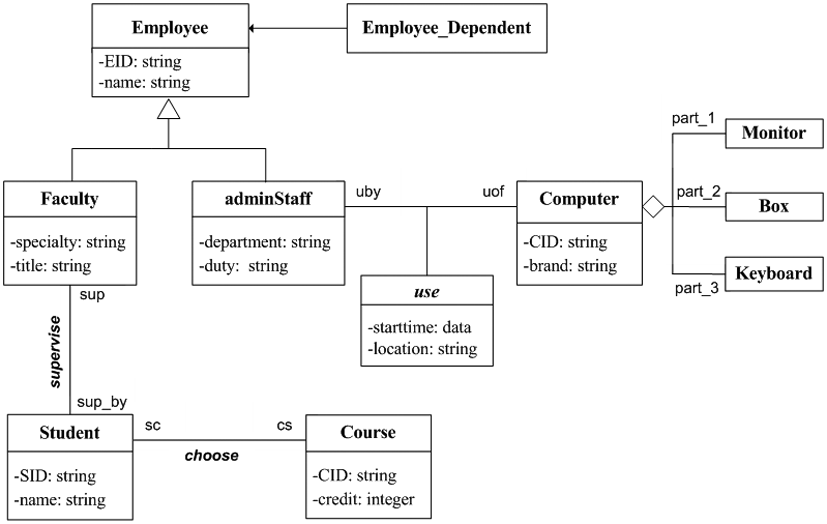 Employee
-EID: string
-name: string
Employee_Dependent
Faculty
-specialty: string
-title: string
adminStaff
-department: string
-duty: string
uby
uof
Computer
-CID: string
-brand: string
part_1
Monitor
part_2
Box
part_3
Keyboard
use
-starttime: data
-location: string
sup
supervise
sup_by
Student
-SID: string
-name: string
sc
choose
cs
Course
-CID: string
-credit: integer